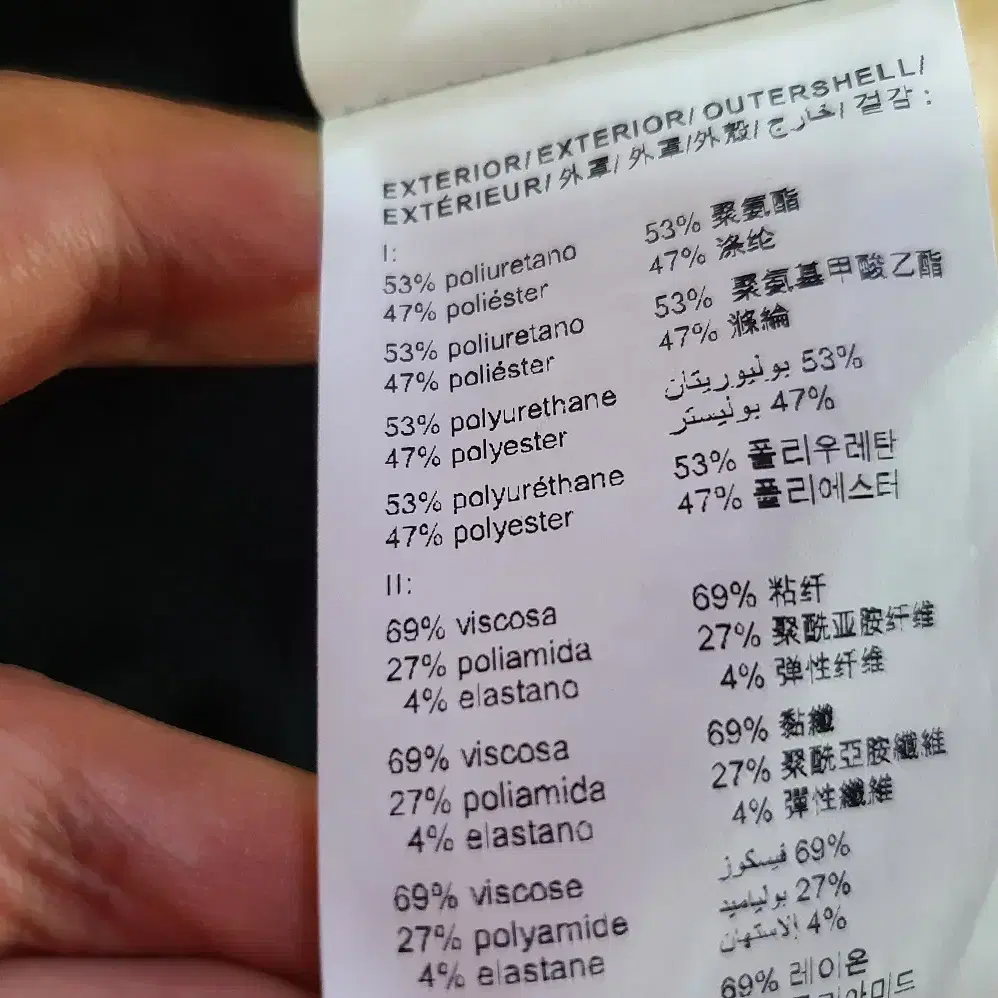 EXTERIOR/EXTERIOR/OUTERSHELL/
EXTÉRIEUR/外罩/外罩/外殼/خارج/겉감:
I:
53% poliuretano
47% poliéster
53% poliuretano
47% poliéster
53% polyurethane
47% polyester
53% polyuréthane
47% polyester
II:
69% viscosa
27% poliamida
4% elastano
69% viscosa
27% poliamida
4% elastano
69% viscose
27% polyamide
4% elastane
53% 聚氨酯
47% 涤纶
53% 聚氨基甲酸乙酯
47% 滌綸
53% بوليوريتان
47% بوليستر
53% 폴리우레탄
47% 폴리에스터
69% 粘纤
27% 聚酰亚胺纤维
4% 弹性纤维
69% 黏纖
27% 聚酰亞胺纖維
4% 彈性纖維
69% فيسكوز
27% بولياميد
4%
69% 레이온